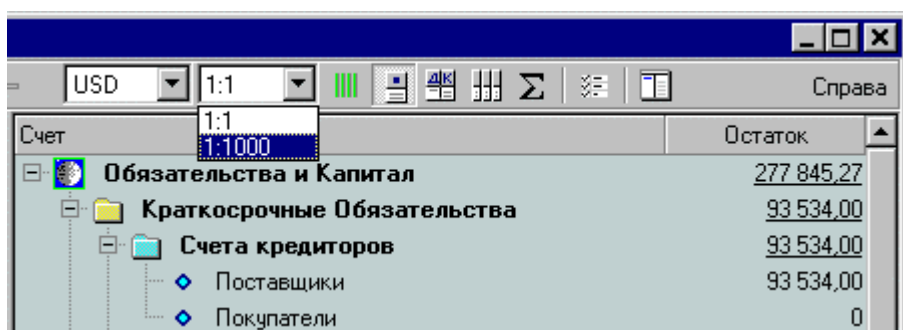 USD 1:1 ДК Σ Справа
1:1
Счет Остаток
1:1000
Обязательства и Капитал 277 845,27
Краткосрочные Обязательства 93 534,00
Счета кредиторов 93 534,00
Поставщики 93 534,00
Покупатели 0